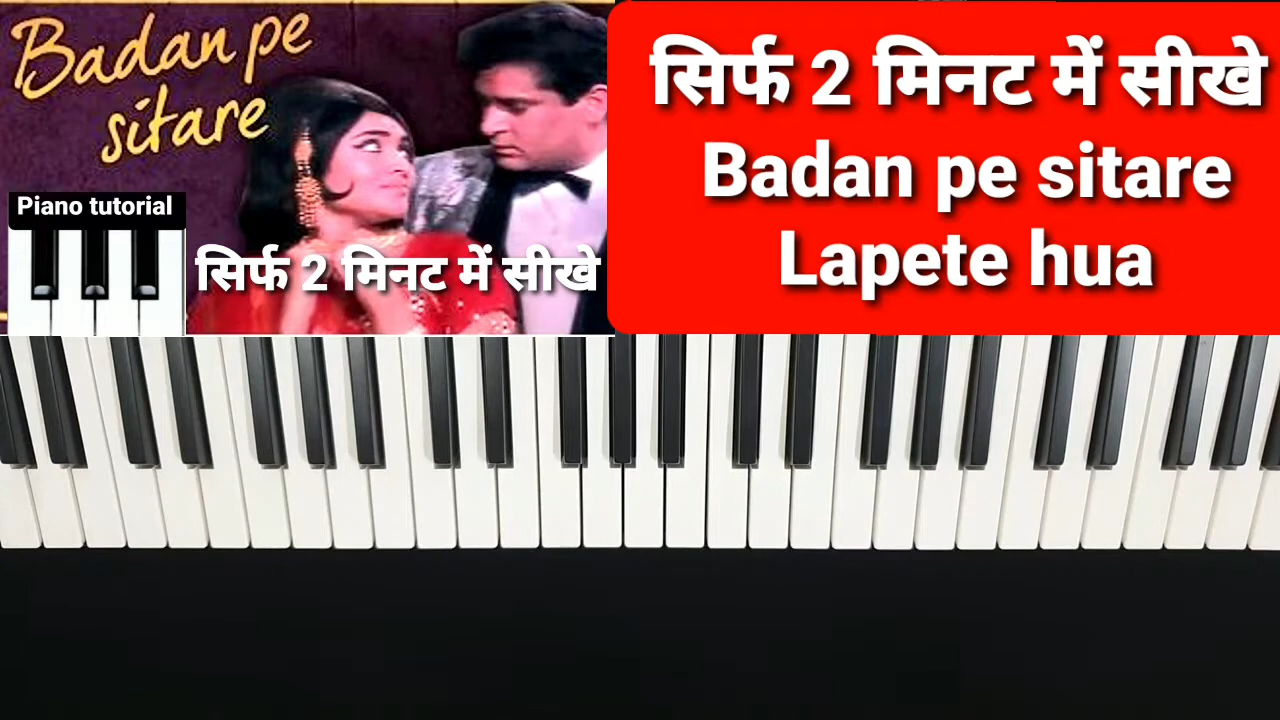 Badan pe
sitare
Piano tutorial
सिर्फ 2 मिनट में सीखे
सिर्फ 2 मिनट में सीखे
Badan pe sitare
Lapete hua